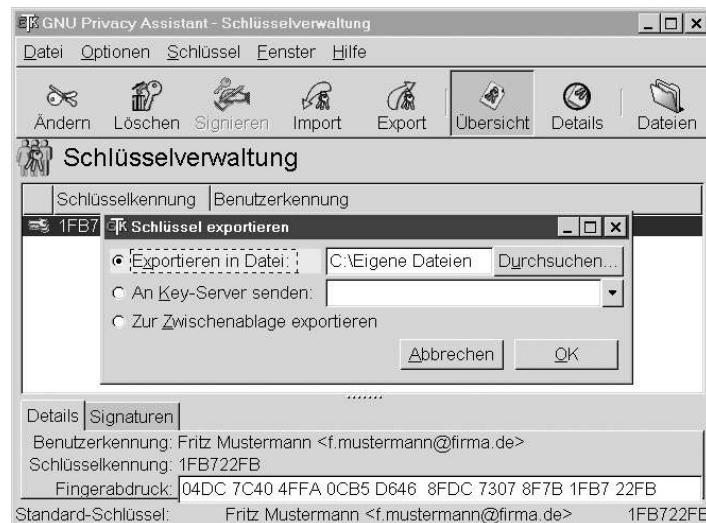 GNU Privacy Assistant - Schlüsselverwaltung
Datei Optionen Schlüssel Fenster Hilfe
Ändern Löschen Signieren Import Export Übersicht Details Dateien
Schlüsselverwaltung
Schlüsselkennung Benutzerkennung
1FB7
Schlüssel exportieren
Exportieren in Datei: C:\Eigene Dateien Durchsuchen...
An Key-Server senden:
Zur Zwischenablage exportieren
Abbrechen OK
Details Signaturen
Benutzerkennung: Fritz Mustermann <f.mustermann@firma.de>
Schlüsselkennung: 1FB722FB
Fingerabdruck: 04DC 7C40 4FFA 0CB5 D646 8FDC 7307 8F7B 1FB7 22FB
Standard-Schlüssel: Fritz Mustermann <f.mustermann@firma.de> 1FB722FE